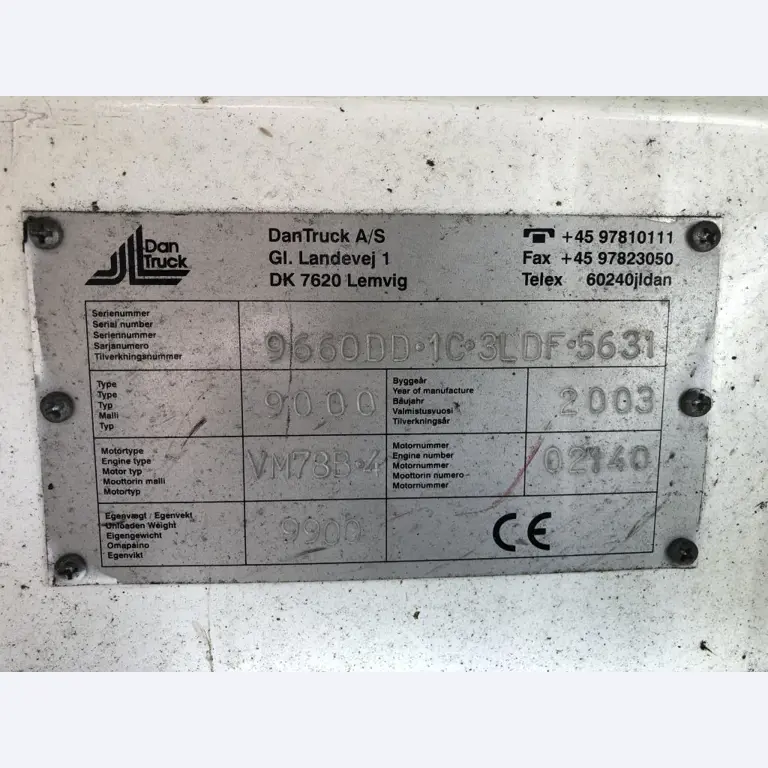 Dan
Truck
DanTruck A/S
Gl. Landevej 1
DK 7620 Lemvig
☎ +45 97810111
Fax +45 97823050
Telex 60240jldan
Serienummer
Serial number
Seriennummer
Sarjanumero
Tilverkningsnummer
9660DD·1C·3LDF·5631
Type
Type
Typ
Malli
Typ
9000
Byggeår
Year of manufacture
Baujahr
Valmistusvuosi
Tilverkningsår
2003
Motortype
Engine type
Motor typ
Moottorin malli
Motortyp
VM78B·4
Motornummer
Engine number
Motornummer
Moottorin numero
Motornummer
02140
Egenvægt / Egenvekt
Unloaden Weight
Eigengewicht
Omapaino
Egenvikt
9900
CE